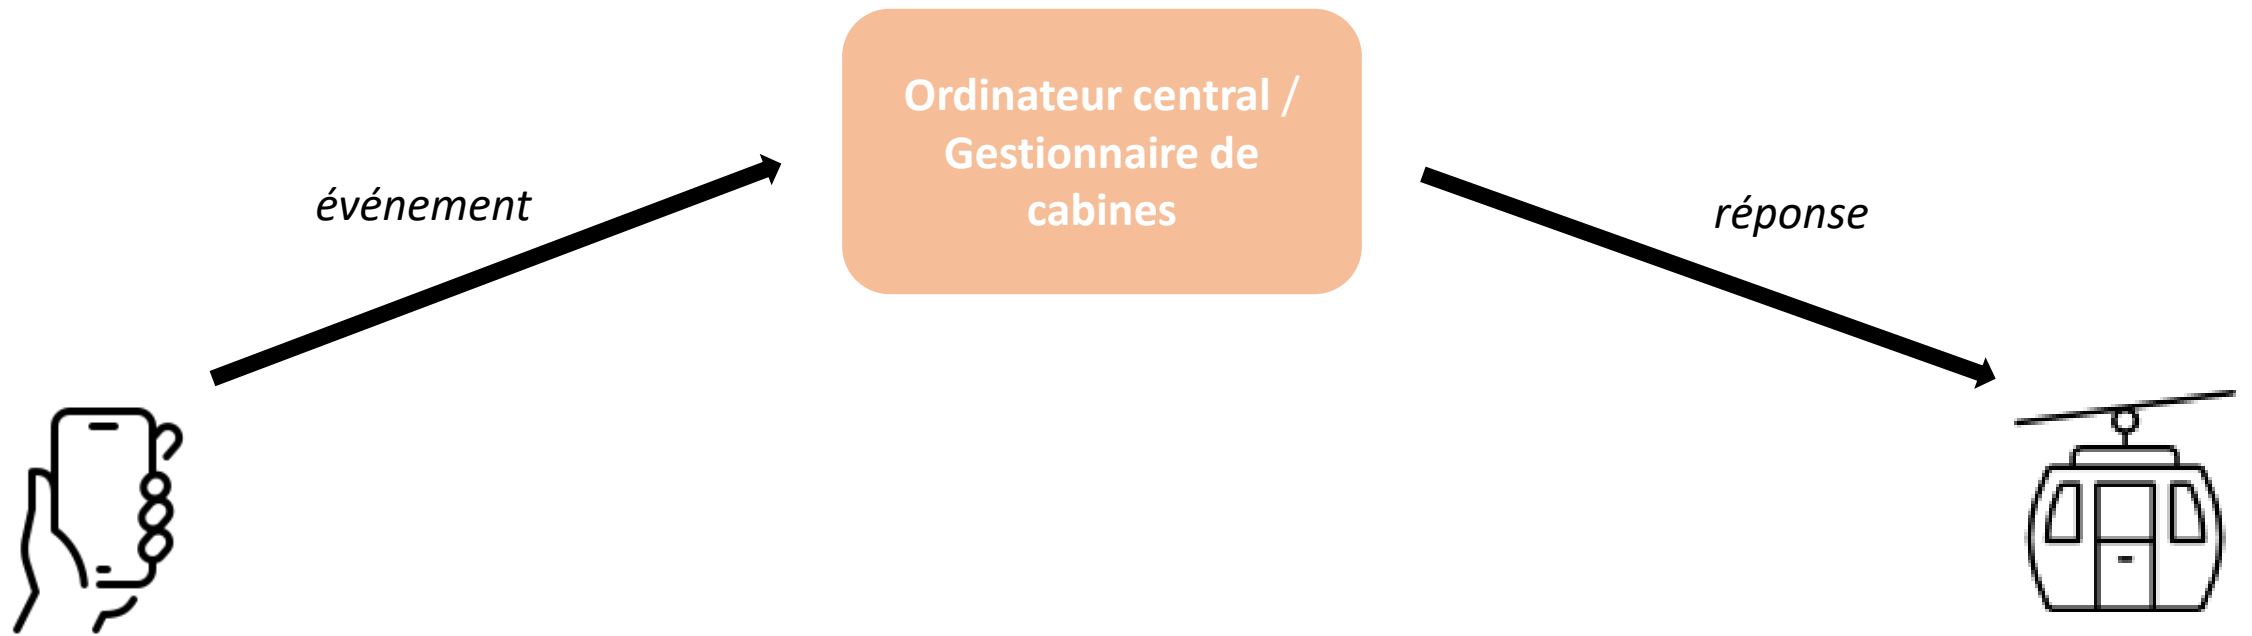 Ordinateur central /
Gestionnaire de
cabines
événement
réponse